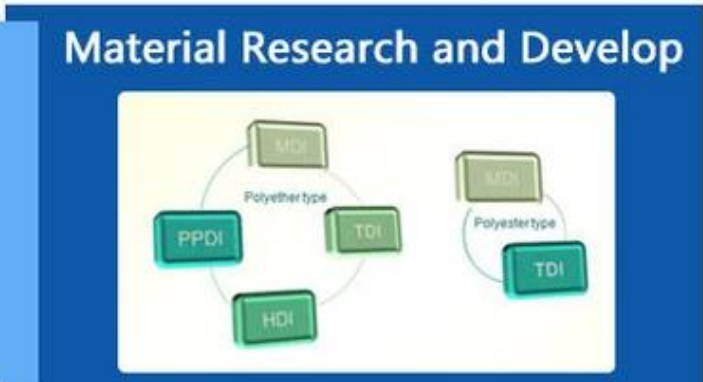 Material Research and Develop
MDI
Polyether type
PPDI
TDI
HDI
MDI
Polyester type
TDI